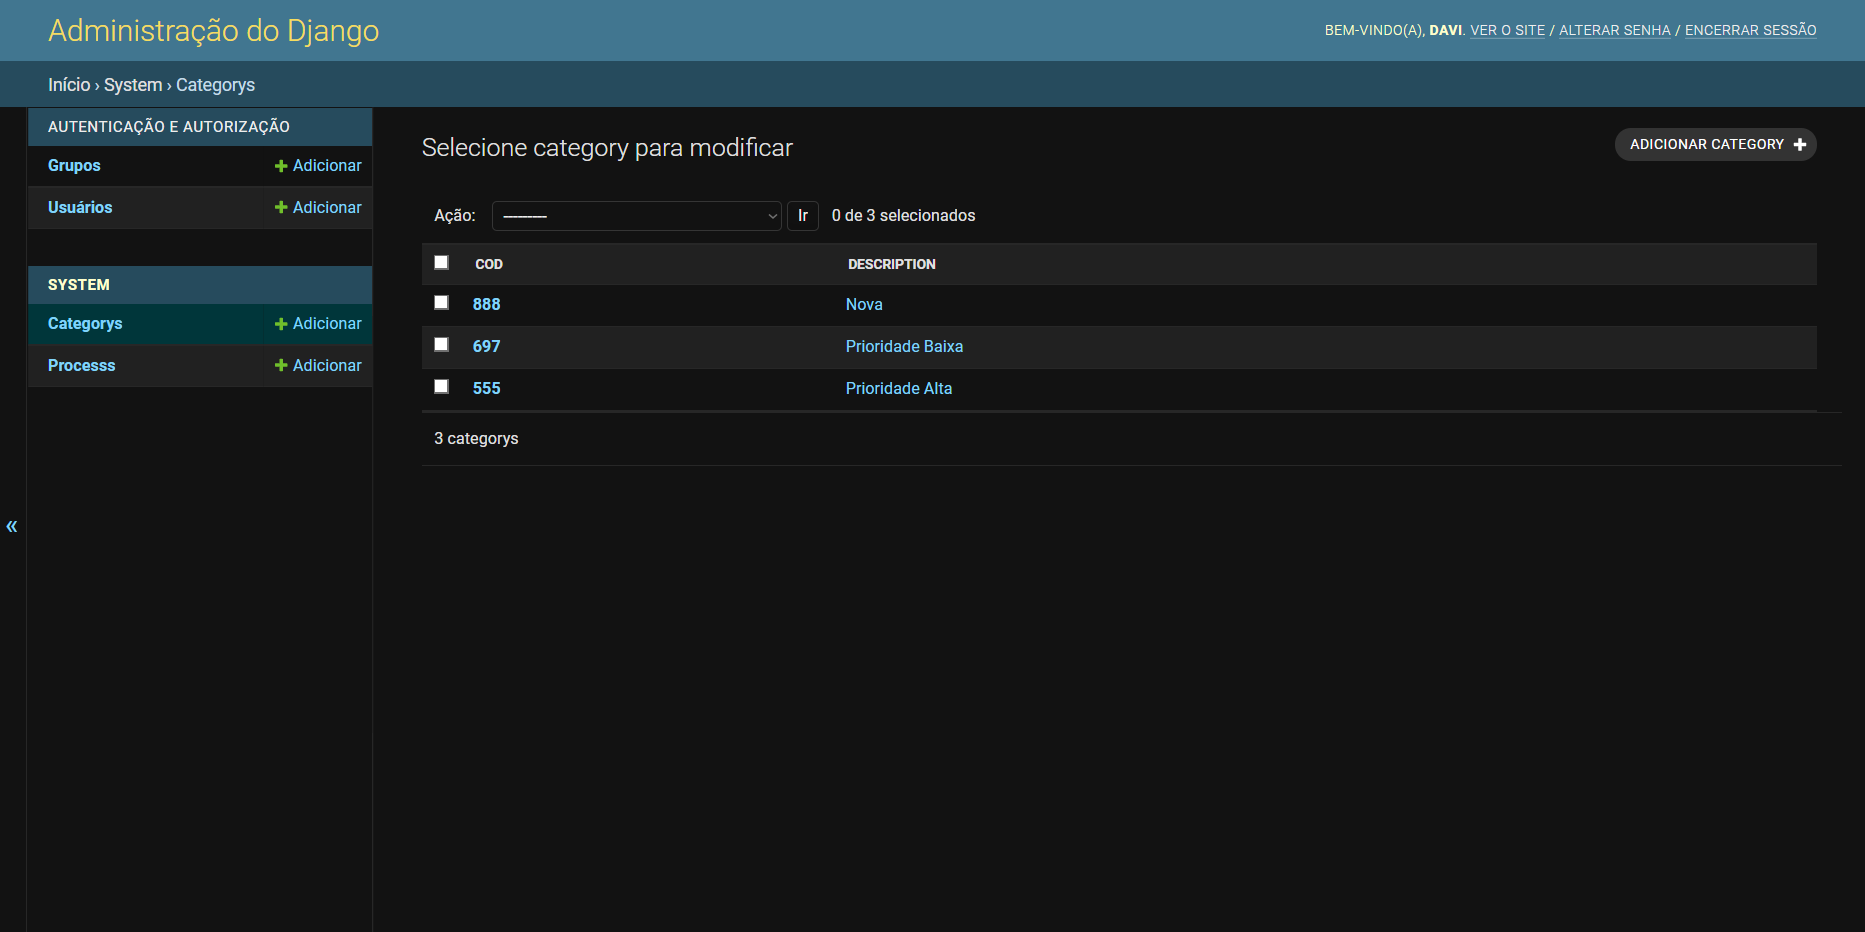 Administração do Django
BEM-VINDO(A), DAVI. VER O SITE / ALTERAR SENHA / ENCERRAR SESSÃO
Início › System › Categorys
AUTENTICAÇÃO E AUTORIZAÇÃO
Grupos
Adicionar
Usuários
Adicionar
SYSTEM
Categorys
Adicionar
Processs
Adicionar
«
Selecione category para modificar
ADICIONAR CATEGORY
Ação: --------- Ir 0 de 3 selecionados
COD DESCRIPTION
888 Nova
697 Prioridade Baixa
555 Prioridade Alta
3 categorys